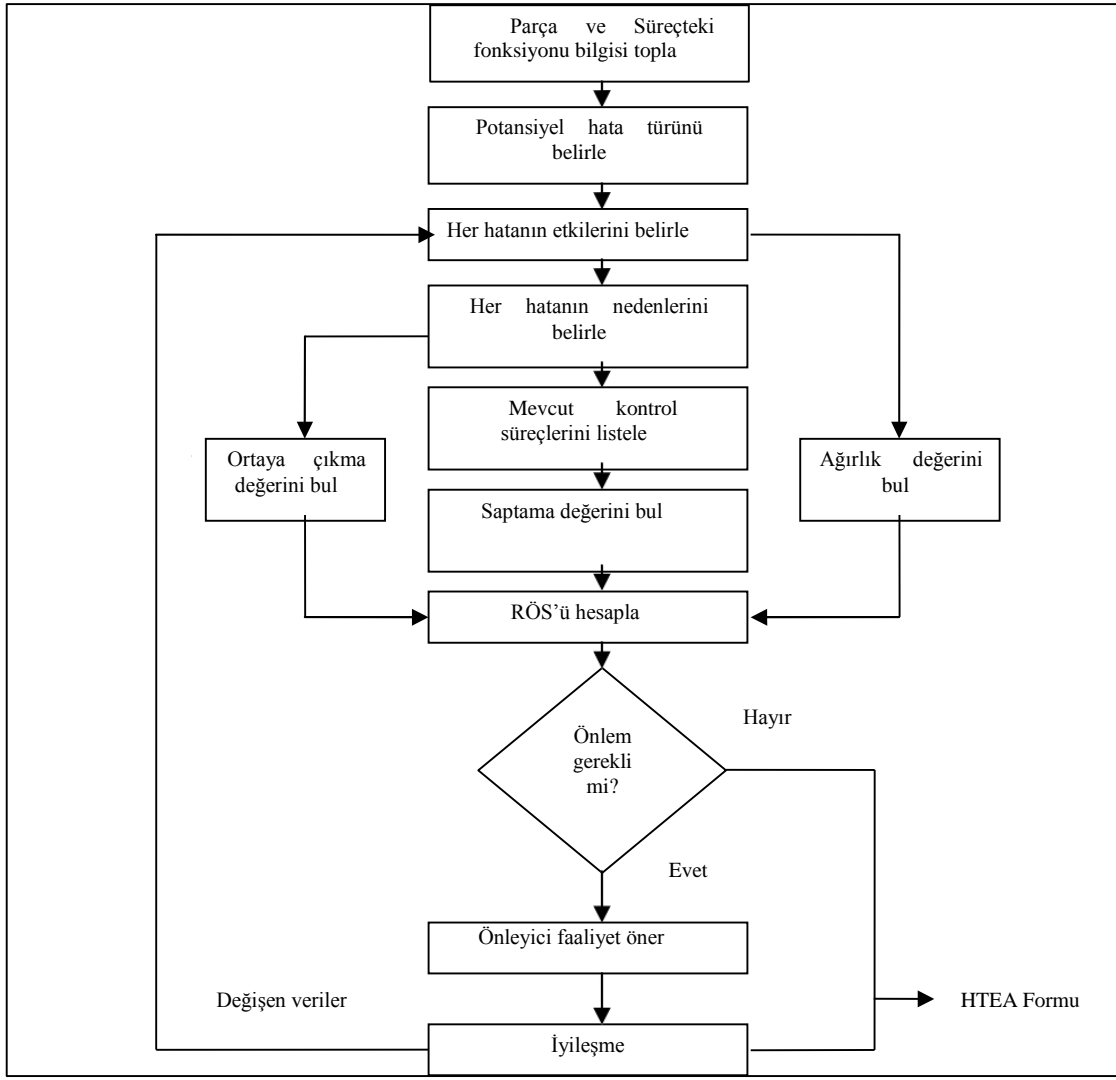 Parça ve Süreçteki
fonksiyonu bilgisi topla
Potansiyel hata türünü
belirle
Her hatanın etkilerini belirle
Her hatanın nedenlerini
belirle
Mevcut kontrol
süreçlerini listele
Ortaya çıkma
değerini bul
Ağırlık değerini
bul
Saptama değerini bul
RÖS’ü hesapla
Hayır
Önlem
gerekli
mi?
Evet
Önleyici faaliyet öner
Değişen veriler
HTEA Formu
İyileşme